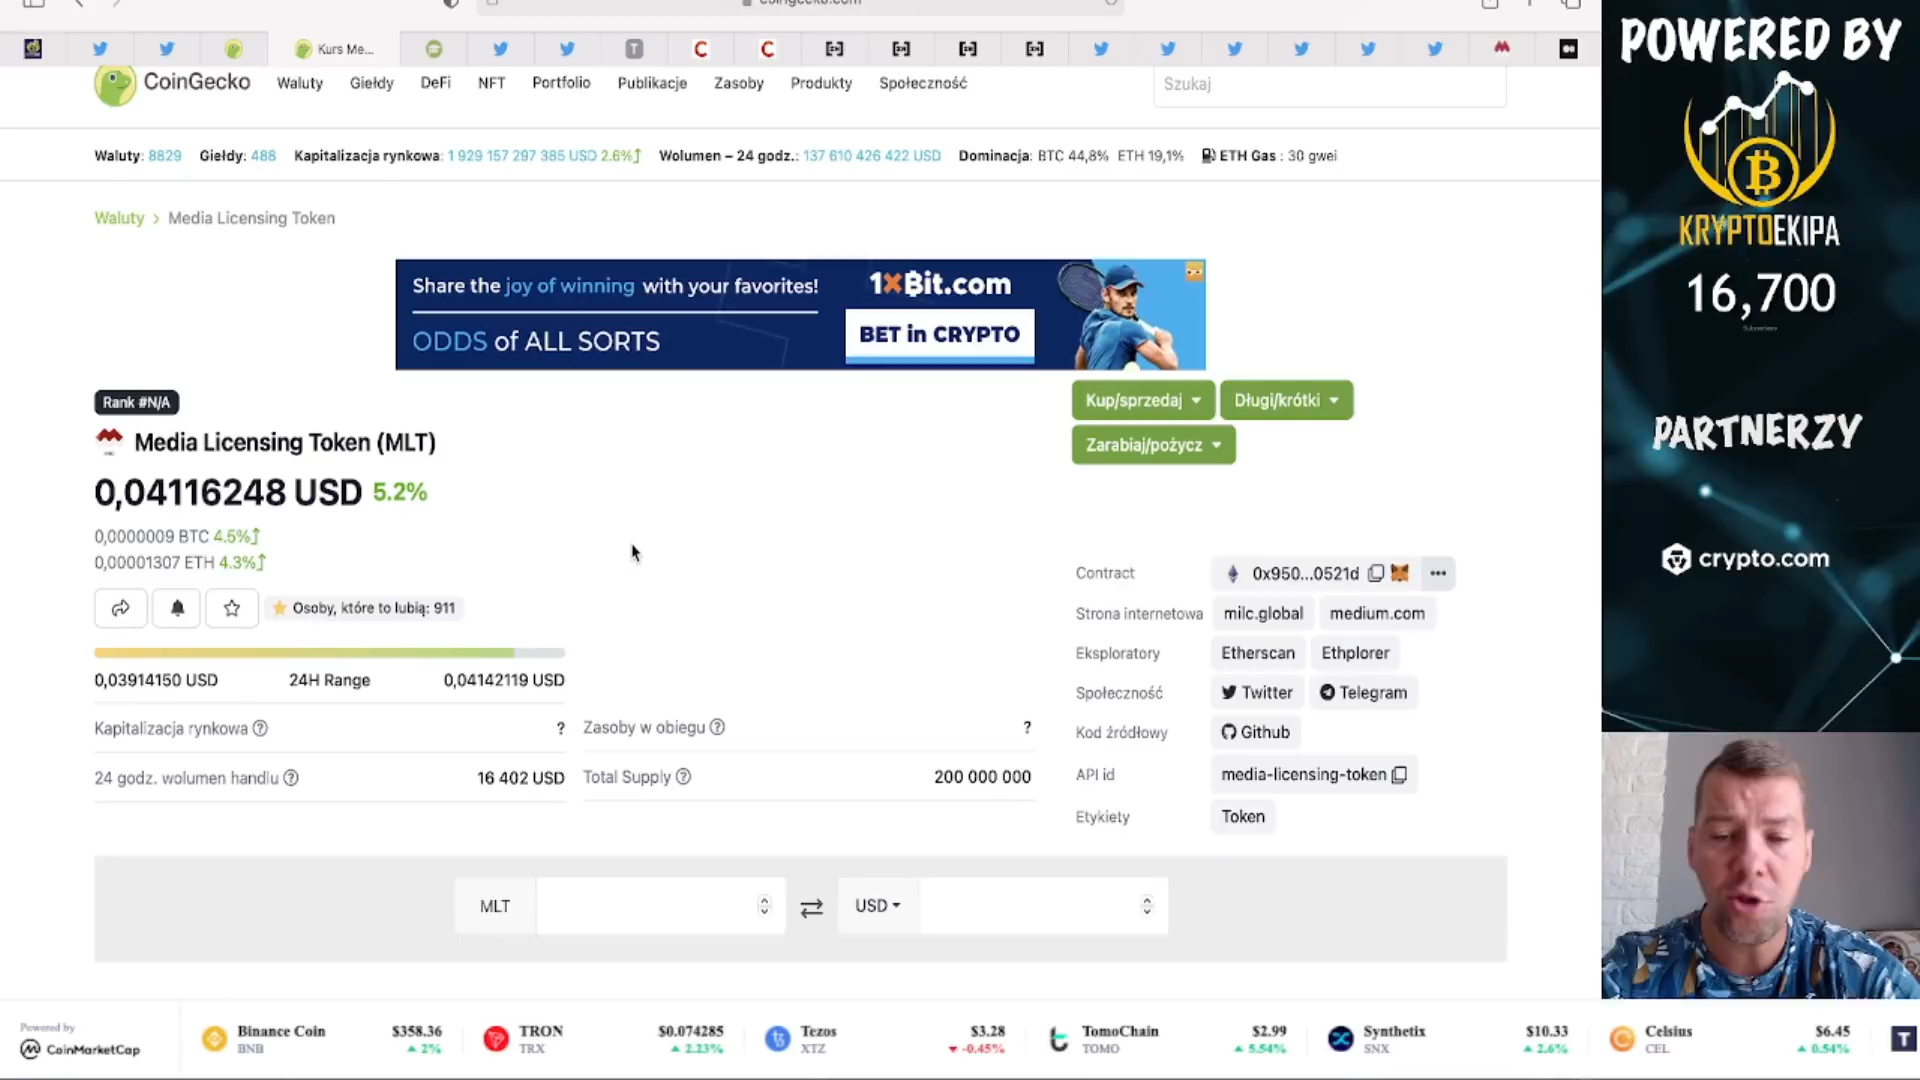 coingecko.com
Kurs Me...
CoinGecko
Waluty
Giełdy
DeFi
NFT
Portfolio
Publikacje
Zasoby
Produkty
Społeczność
Szukaj
Waluty: 8829
Giełdy: 488
Kapitalizacja rynkowa: 1 929 157 297 385 USD 2.6%
Wolumen – 24 godz.: 137 610 426 422 USD
Dominacja: BTC 44,8% ETH 19,1%
ETH Gas : 30 gwei
Waluty > Media Licensing Token
Share the joy of winning with your favorites!
ODDS of ALL SORTS
1XBit.com
BET in CRYPTO
Rank #N/A
Media Licensing Token (MLT)
0,04116248 USD 5.2%
0,0000009 BTC 4.5%
0,00001307 ETH 4.3%
Osoby, które to lubią: 911
0,03914150 USD
24H Range
0,04142119 USD
Kapitalizacja rynkowa ?
?
Zasoby w obiegu ?
?
24 godz. wolumen handlu ?
16 402 USD
Total Supply ?
200 000 000
Kup/sprzedaj
Długi/krótki
Zarabiaj/pożycz
Contract
0x950...0521d
Strona internetowa
milc.global
medium.com
Eksploratory
Etherscan
Ethplorer
Społeczność
Twitter
Telegram
Kod źródłowy
Github
API id
media-licensing-token
Etykiety
Token
MLT
USD
POWERED BY
KRYPTOEKIPA
16,700
Subscribers
PARTNERZY
crypto.com
Powered by
CoinMarketCap
Binance Coin
BNB
$358.36
2%
TRON
TRX
$0.074285
2.23%
Tezos
XTZ
$3.28
-0.45%
TomoChain
TOMO
$2.99
5.54%
Synthetix
SNX
$10.33
2.6%
Celsius
CEL
$6.45
0.54%